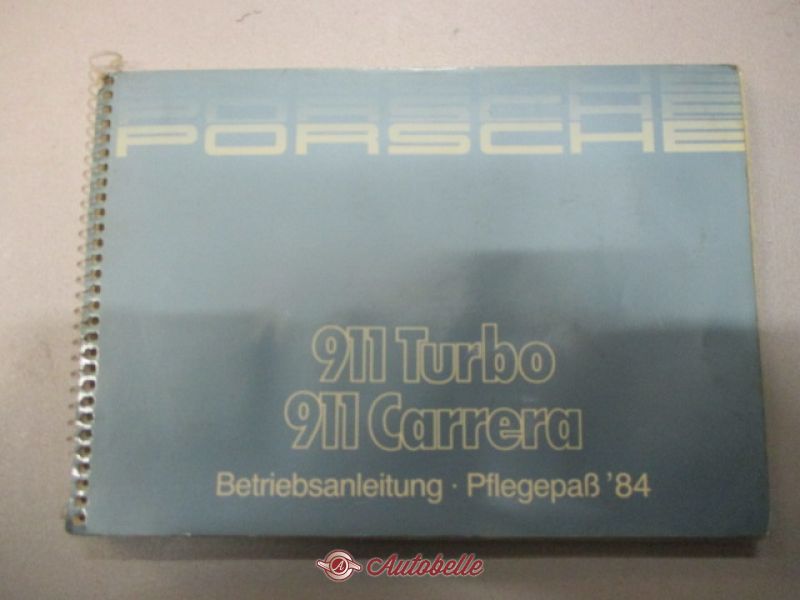 PORSCHE
911 Turbo
911 Carrera
Betriebsanleitung · Pflegepaß '84
Autobelle